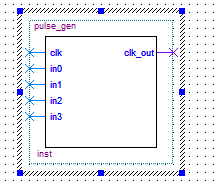 pulse_gen
clk clk_out
in0
in1
in2
in3
inst